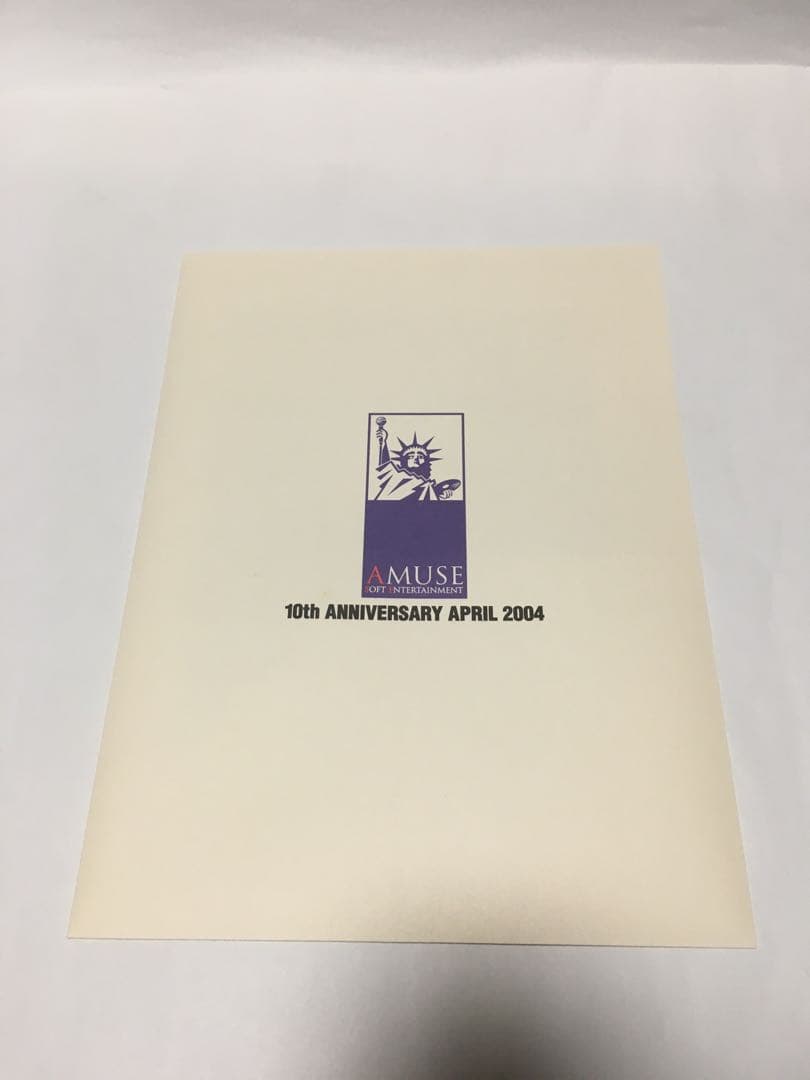 AMUSE
SOFT ENTERTAINMENT
10th ANNIVERSARY APRIL 2004